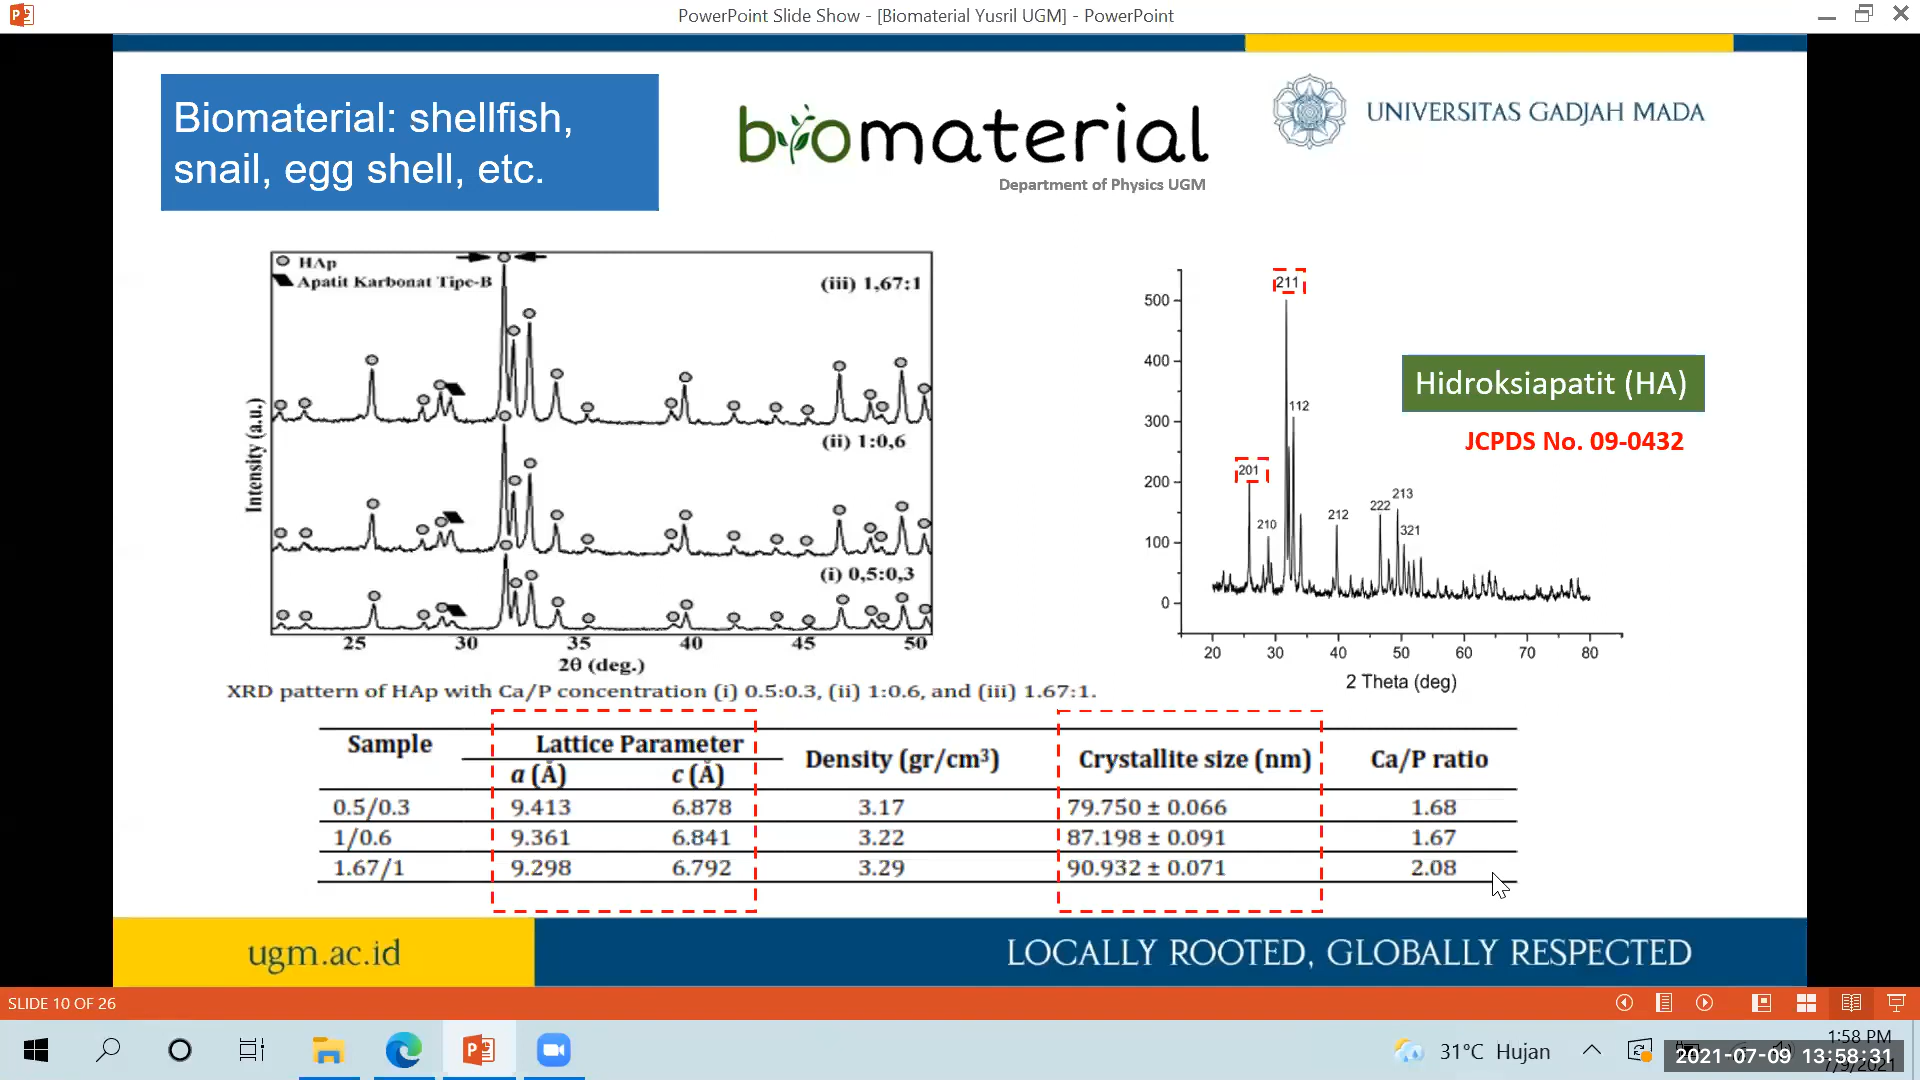 PowerPoint Slide Show - [Biomaterial Yusril UGM] - PowerPoint
Biomaterial: shellfish,
snail, egg shell, etc.
biomaterial
Department of Physics UGM
UNIVERSITAS GADJAH MADA
HAp
Apatit Karbonat Tipe-B
(iii) 1,67:1
(ii) 1:0,6
(i) 0,5:0,3
Intensity (a.u.)
25 30 35 40 45 50
2θ (deg.)
XRD pattern of HAp with Ca/P concentration (i) 0.5:0.3, (ii) 1:0.6, and (iii) 1.67:1.
500
400
300
200
100
0
211
112
201
210
212
222
213
321
20 30 40 50 60 70 80
2 Theta (deg)
Hidroksiapatit (HA)
JCPDS No. 09-0432
Sample Lattice Parameter Density (gr/cm³) Crystallite size (nm) Ca/P ratio
a (Å) c (Å)
0.5/0.3 9.413 6.878 3.17 79.750 ± 0.066 1.68
1/0.6 9.361 6.841 3.22 87.198 ± 0.091 1.67
1.67/1 9.298 6.792 3.29 90.932 ± 0.071 2.08
ugm.ac.id
LOCALLY ROOTED, GLOBALLY RESPECTED
SLIDE 10 OF 26
31°C Hujan
1:58 PM
2021-07-09 13:58:31
7/9/2021